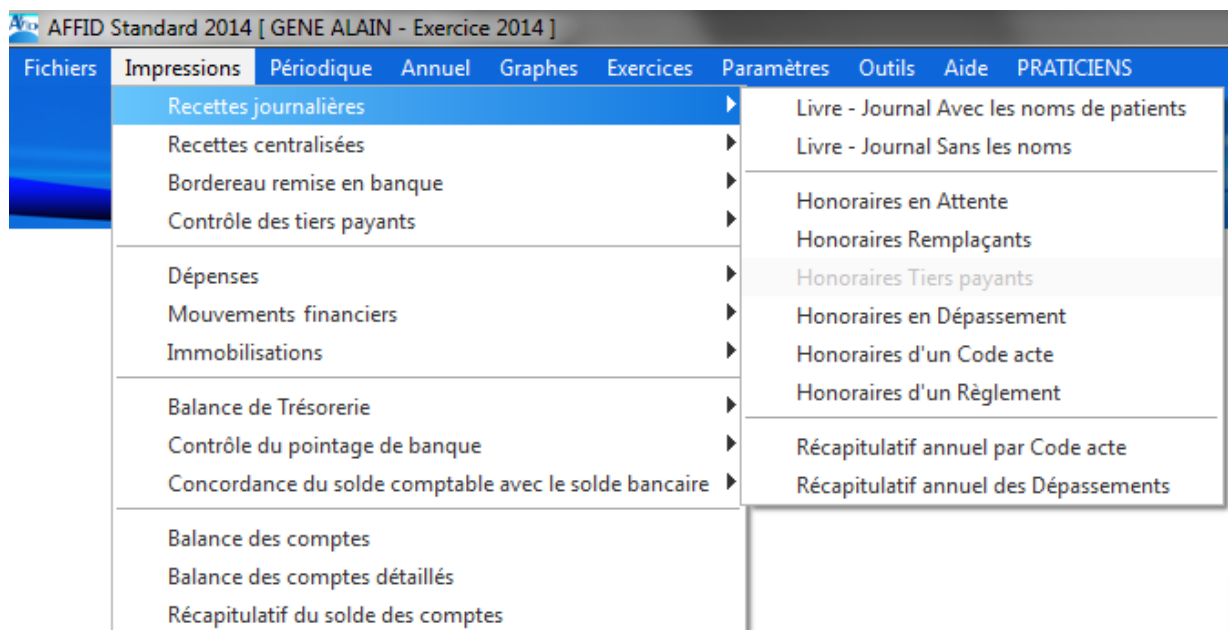 AFFID AFFID Standard 2014 [ GENE ALAIN - Exercice 2014 ]
Fichiers Impressions Périodique Annuel Graphes Exercices Paramètres Outils Aide PRATICIENS
Recettes journalières
Recettes centralisées
Bordereau remise en banque
Contrôle des tiers payants
Dépenses
Mouvements financiers
Immobilisations
Balance de Trésorerie
Contrôle du pointage de banque
Concordance du solde comptable avec le solde bancaire
Balance des comptes
Balance des comptes détaillés
Récapitulatif du solde des comptes
Livre - Journal Avec les noms de patients
Livre - Journal Sans les noms
Honoraires en Attente
Honoraires Remplaçants
Honoraires Tiers payants
Honoraires en Dépassement
Honoraires d'un Code acte
Honoraires d'un Règlement
Récapitulatif annuel par Code acte
Récapitulatif annuel des Dépassements